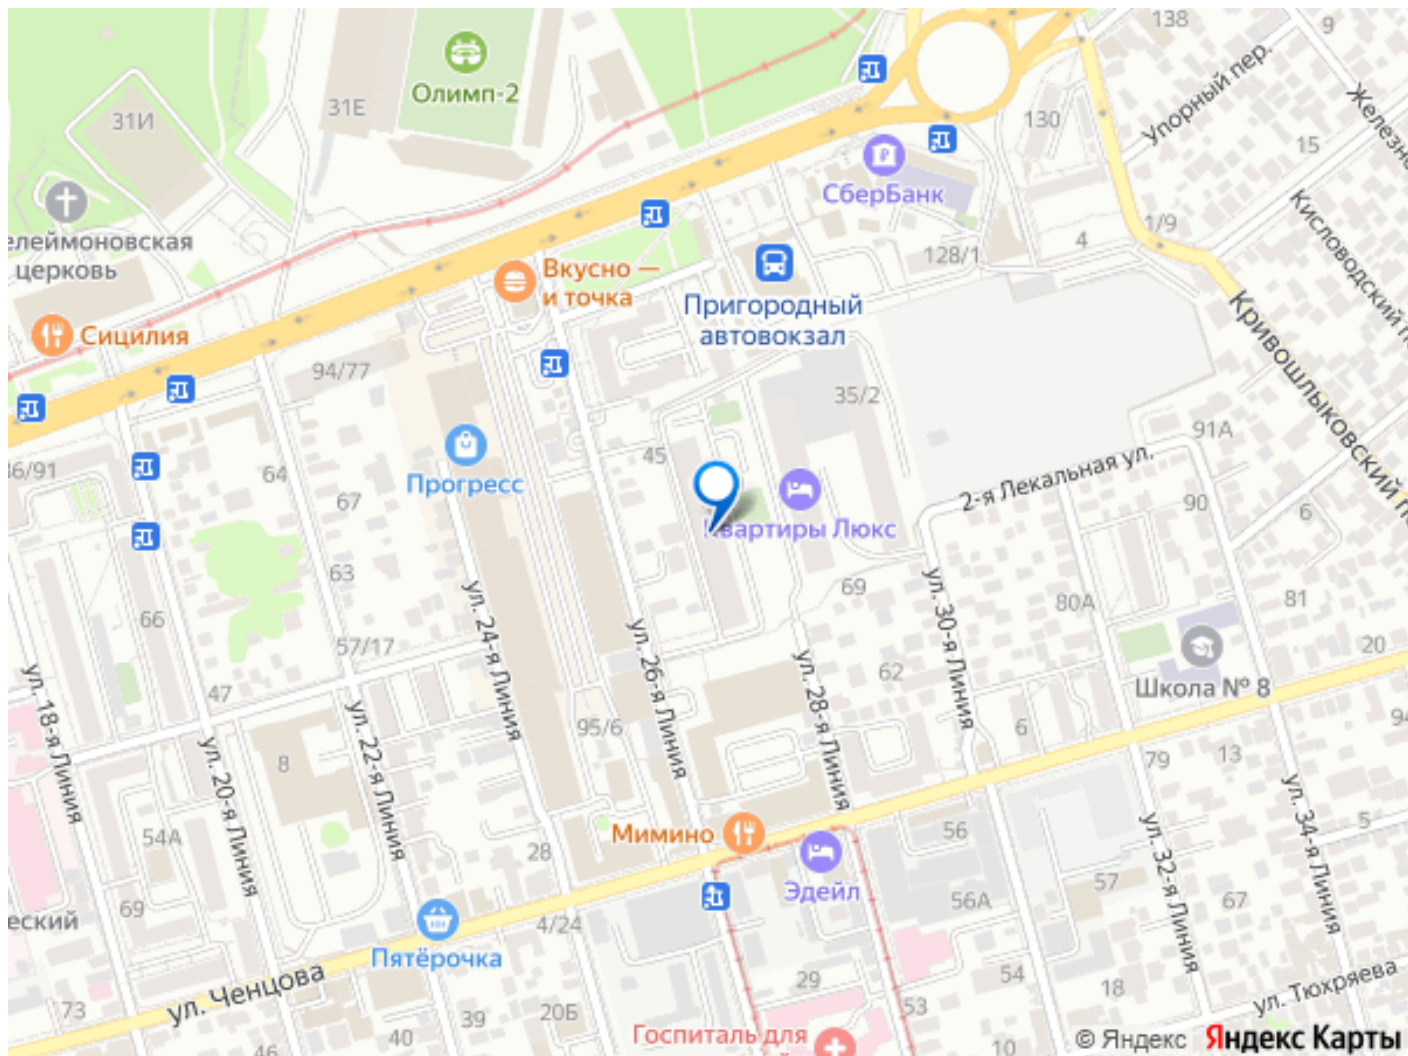 138
9
Упорный пер.
Железн
Олимп-2
31Е
31И
130
15
СберБанк
Кисловодский п
1/9
4
128/1
елеймоновская
церковь
Вкусно —
и точка
Пригородный
автовокзал
Сицилия
Кривошлыковский п
94/77
35/2
91А
86/91
64
Прогресс
67
45
2-я Лекальная ул.
90
6
Квартиры Люкс
63
69
80А
81
66
57/17
ул. 24-я Линия
ул. 26-я Линия
ул. 30-я Линия
20
62
Школа № 8
ул. 18-я Линия
47
ул. 22-я Линия
95/6
ул. 28-я Линия
6
94
ул. 20-я Линия
8
79
13
54А
28
Мимино
56
5
ул. 32-я Линия
ул. 34-я Линия
Эдейл
57
67
56А
69
еский
4/24
Пятёрочка
ул. Ченцова
73
39
20Б
29
53
54
18
ул. Тюхряева
46
40
Госпиталь для
10
© Яндекс
Яндекс Карты